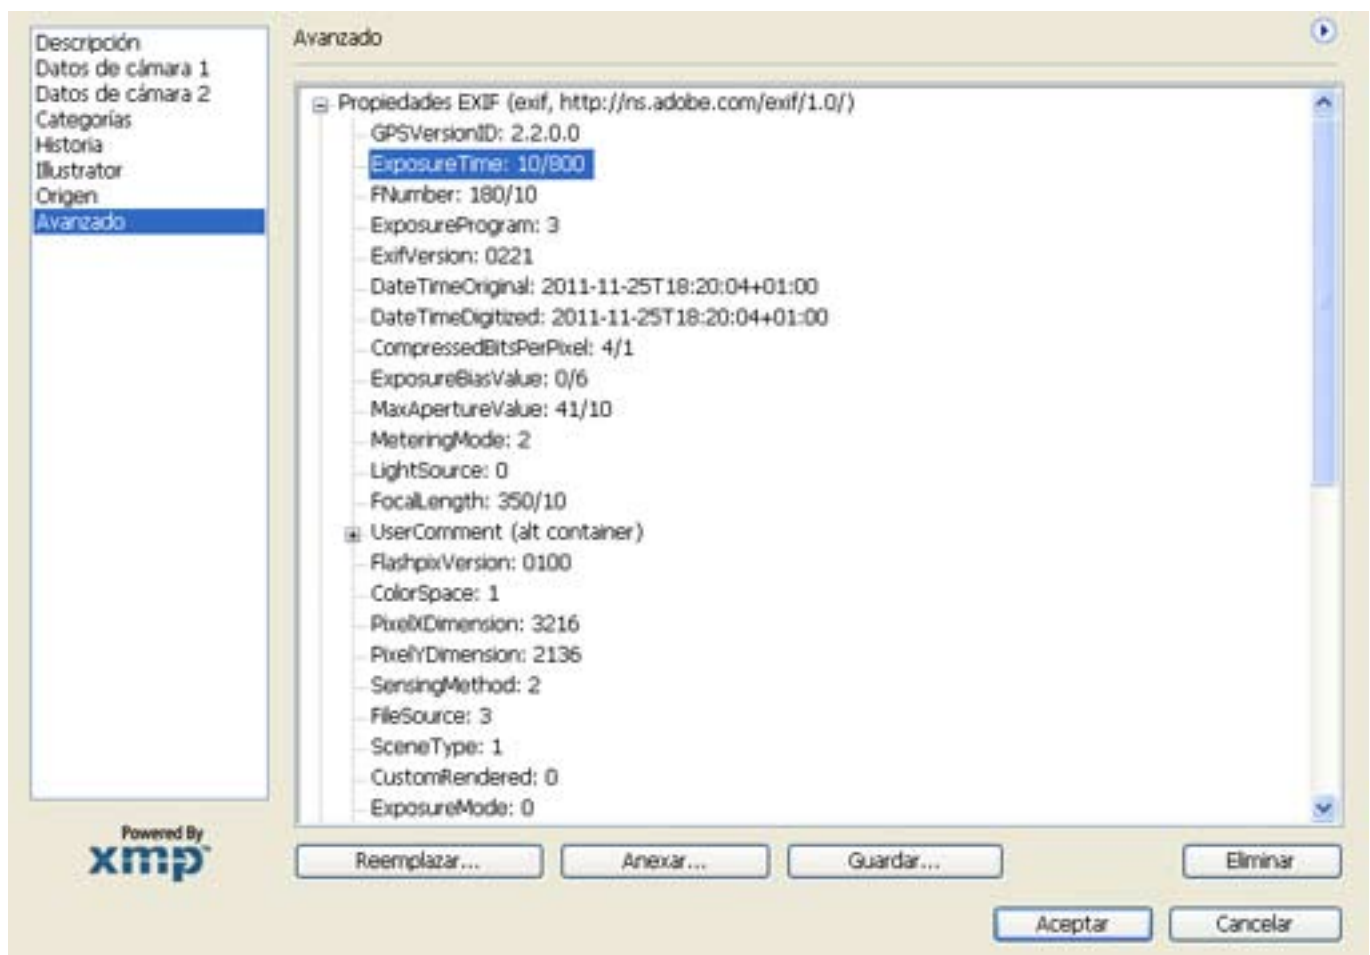 Descripción
Datos de cámara 1
Datos de cámara 2
Categorías
Historia
Illustrator
Origen
Avanzado
Powered By
xmp
Avanzado
Propiedades EXIF (exif, http://ns.adobe.com/exif/1.0/)
GPSVersionID: 2.2.0.0
ExposureTime: 10/800
FNumber: 180/10
ExposureProgram: 3
ExifVersion: 0221
DateTimeOriginal: 2011-11-25T18:20:04+01:00
DateTimeDigitized: 2011-11-25T18:20:04+01:00
CompressedBitsPerPixel: 4/1
ExposureBiasValue: 0/6
MaxApertureValue: 41/10
MeteringMode: 2
LightSource: 0
FocalLength: 350/10
UserComment (alt container)
FlashpixVersion: 0100
ColorSpace: 1
PixelXDimension: 3216
PixelYDimension: 2136
SensingMethod: 2
FileSource: 3
SceneType: 1
CustomRendered: 0
ExposureMode: 0
Reemplazar...
Anexar...
Guardar...
Eliminar
Aceptar
Cancelar